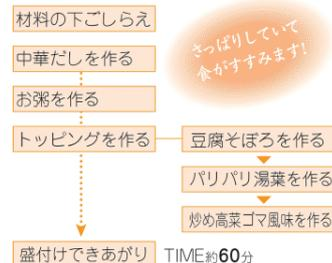 材料の下ごしらえ
中華だしを作る
お粥を作る
トッピングを作る
豆腐そぼろを作る
パリパリ湯葉を作る
炒め高菜ゴマ風味を作る
盛付けできあがり
TIME約60分
さっぱりしていて
食がすすみます!